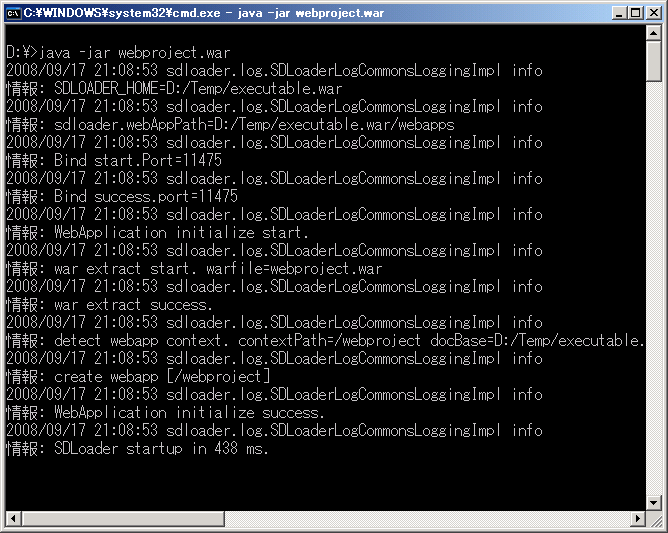 C:¥WINDOWS¥system32¥cmd.exe - java -jar webproject.war
D:¥>java -jar webproject.war
2008/09/17 21:08:53 sdloader.log.SDLoaderLogCommonsLoggingImpl info
情報: SDLOADER_HOME=D:/Temp/executable.war
2008/09/17 21:08:53 sdloader.log.SDLoaderLogCommonsLoggingImpl info
情報: sdloader.webAppPath=D:/Temp/executable.war/webapps
2008/09/17 21:08:53 sdloader.log.SDLoaderLogCommonsLoggingImpl info
情報: Bind start.Port=11475
2008/09/17 21:08:53 sdloader.log.SDLoaderLogCommonsLoggingImpl info
情報: Bind success.port=11475
2008/09/17 21:08:53 sdloader.log.SDLoaderLogCommonsLoggingImpl info
情報: WebApplication initialize start.
2008/09/17 21:08:53 sdloader.log.SDLoaderLogCommonsLoggingImpl info
情報: war extract start. warfile=webproject.war
2008/09/17 21:08:53 sdloader.log.SDLoaderLogCommonsLoggingImpl info
情報: war extract success.
2008/09/17 21:08:53 sdloader.log.SDLoaderLogCommonsLoggingImpl info
情報: detect webapp context. contextPath=/webproject docBase=D:/Temp/executable.
2008/09/17 21:08:53 sdloader.log.SDLoaderLogCommonsLoggingImpl info
情報: create webapp [/webproject]
2008/09/17 21:08:53 sdloader.log.SDLoaderLogCommonsLoggingImpl info
情報: WebApplication initialize success.
2008/09/17 21:08:53 sdloader.log.SDLoaderLogCommonsLoggingImpl info
情報: SDLoader startup in 438 ms.